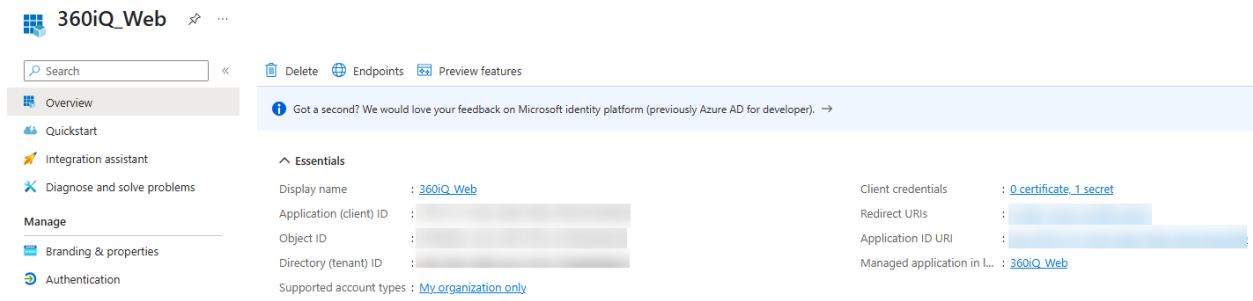 360iQ_Web
Search
Delete
Endpoints
Preview features
Overview
Got a second? We would love your feedback on Microsoft identity platform (previously Azure AD for developer). →
Quickstart
Integration assistant
Diagnose and solve problems
Manage
Branding & properties
Authentication
Essentials
Display name : 360iQ_Web
Application (client) ID :
Object ID :
Directory (tenant) ID :
Supported account types : My organization only
Client credentials : 0 certificate, 1 secret
Redirect URIs :
Application ID URI :
Managed application in l... : 360iQ_Web